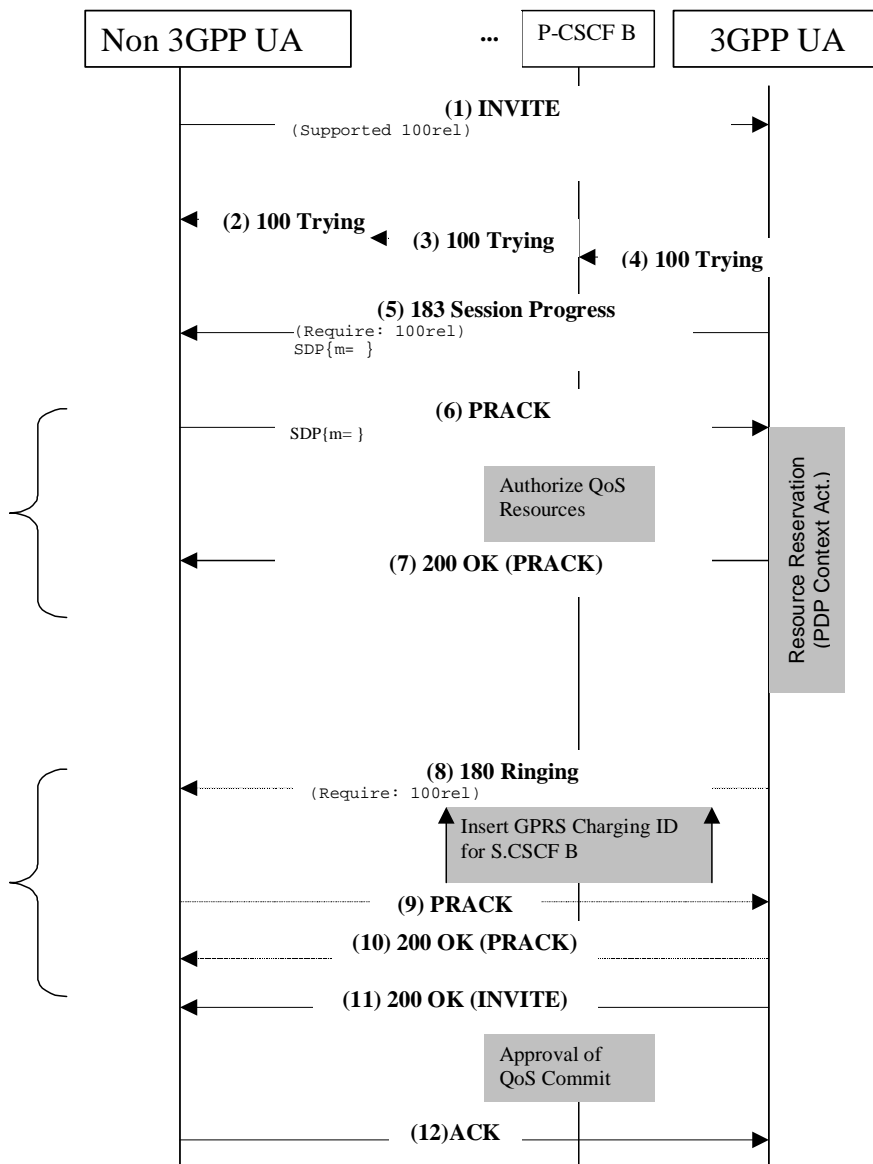 Non 3GPP UA
...
P-CSCF B
3GPP UA
(1) INVITE
(Supported 100rel)
(2) 100 Trying
(3) 100 Trying
(4) 100 Trying
(5) 183 Session Progress
(Require: 100rel)
SDP{m= }
(6) PRACK
SDP{m= }
Authorize QoS
Resources
Resource Reservation
(PDP Context Act.)
(7) 200 OK (PRACK)
(8) 180 Ringing
(Require: 100rel)
Insert GPRS Charging ID
for S.CSCF B
(9) PRACK
(10) 200 OK (PRACK)
(11) 200 OK (INVITE)
Approval of
QoS Commit
(12)ACK